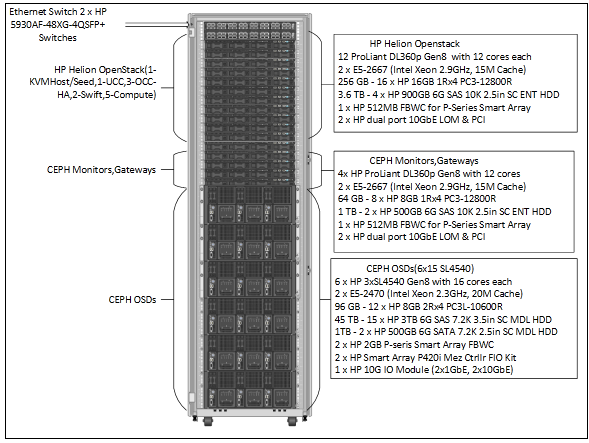 Ethernet Switch 2 x HP
5930AF-48XG-4QSFP+
Switches
HP Helion OpenStack(1-
KVMHost/Seed,1-UCC,3-OCC-
HA,2-Swift,5-Compute)
CEPH Monitors,Gateways
CEPH OSDs
HP Helion Openstack
12 ProLiant DL360p Gen8 with 12 cores each
2 x E5-2667 (Intel Xeon 2.9GHz, 15M Cache)
256 GB - 16 x HP 16GB 1Rx4 PC3-12800R
3.6 TB - 4 x HP 900GB 6G SAS 10K 2.5in SC ENT HDD
1 x HP 512MB FBWC for P-Series Smart Array
2 x HP dual port 10GbE LOM & PCI
CEPH Monitors,Gateways
4x HP ProLiant DL360p Gen8 with 12 cores
2 x E5-2667 (Intel Xeon 2.9GHz, 15M Cache)
64 GB - 8 x HP 8GB 1Rx4 PC3-12800R
1 TB - 2 x HP 500GB 6G SAS 10K 2.5in SC ENT HDD
1 x HP 512MB FBWC for P-Series Smart Array
2 x HP dual port 10GbE LOM & PCI
CEPH OSDs(6x15 SL4540)
6 x HP 3xSL4540 Gen8 with 16 cores each
2 x E5-2470 (Intel Xeon 2.3GHz, 20M Cache)
96 GB - 12 x HP 8GB 2Rx4 PC3L-10600R
45 TB - 15 x HP 3TB 6G SAS 7.2K 3.5in SC MDL HDD
1TB - 2 x HP 500GB 6G SATA 7.2K 2.5in SC MDL HDD
2 x HP 2GB P-seris Smart Array FBWC
2 x HP Smart Array P420i Mez Ctrllr FIO Kit
1 x HP 10G IO Module (2x1GbE, 2x10GbE)